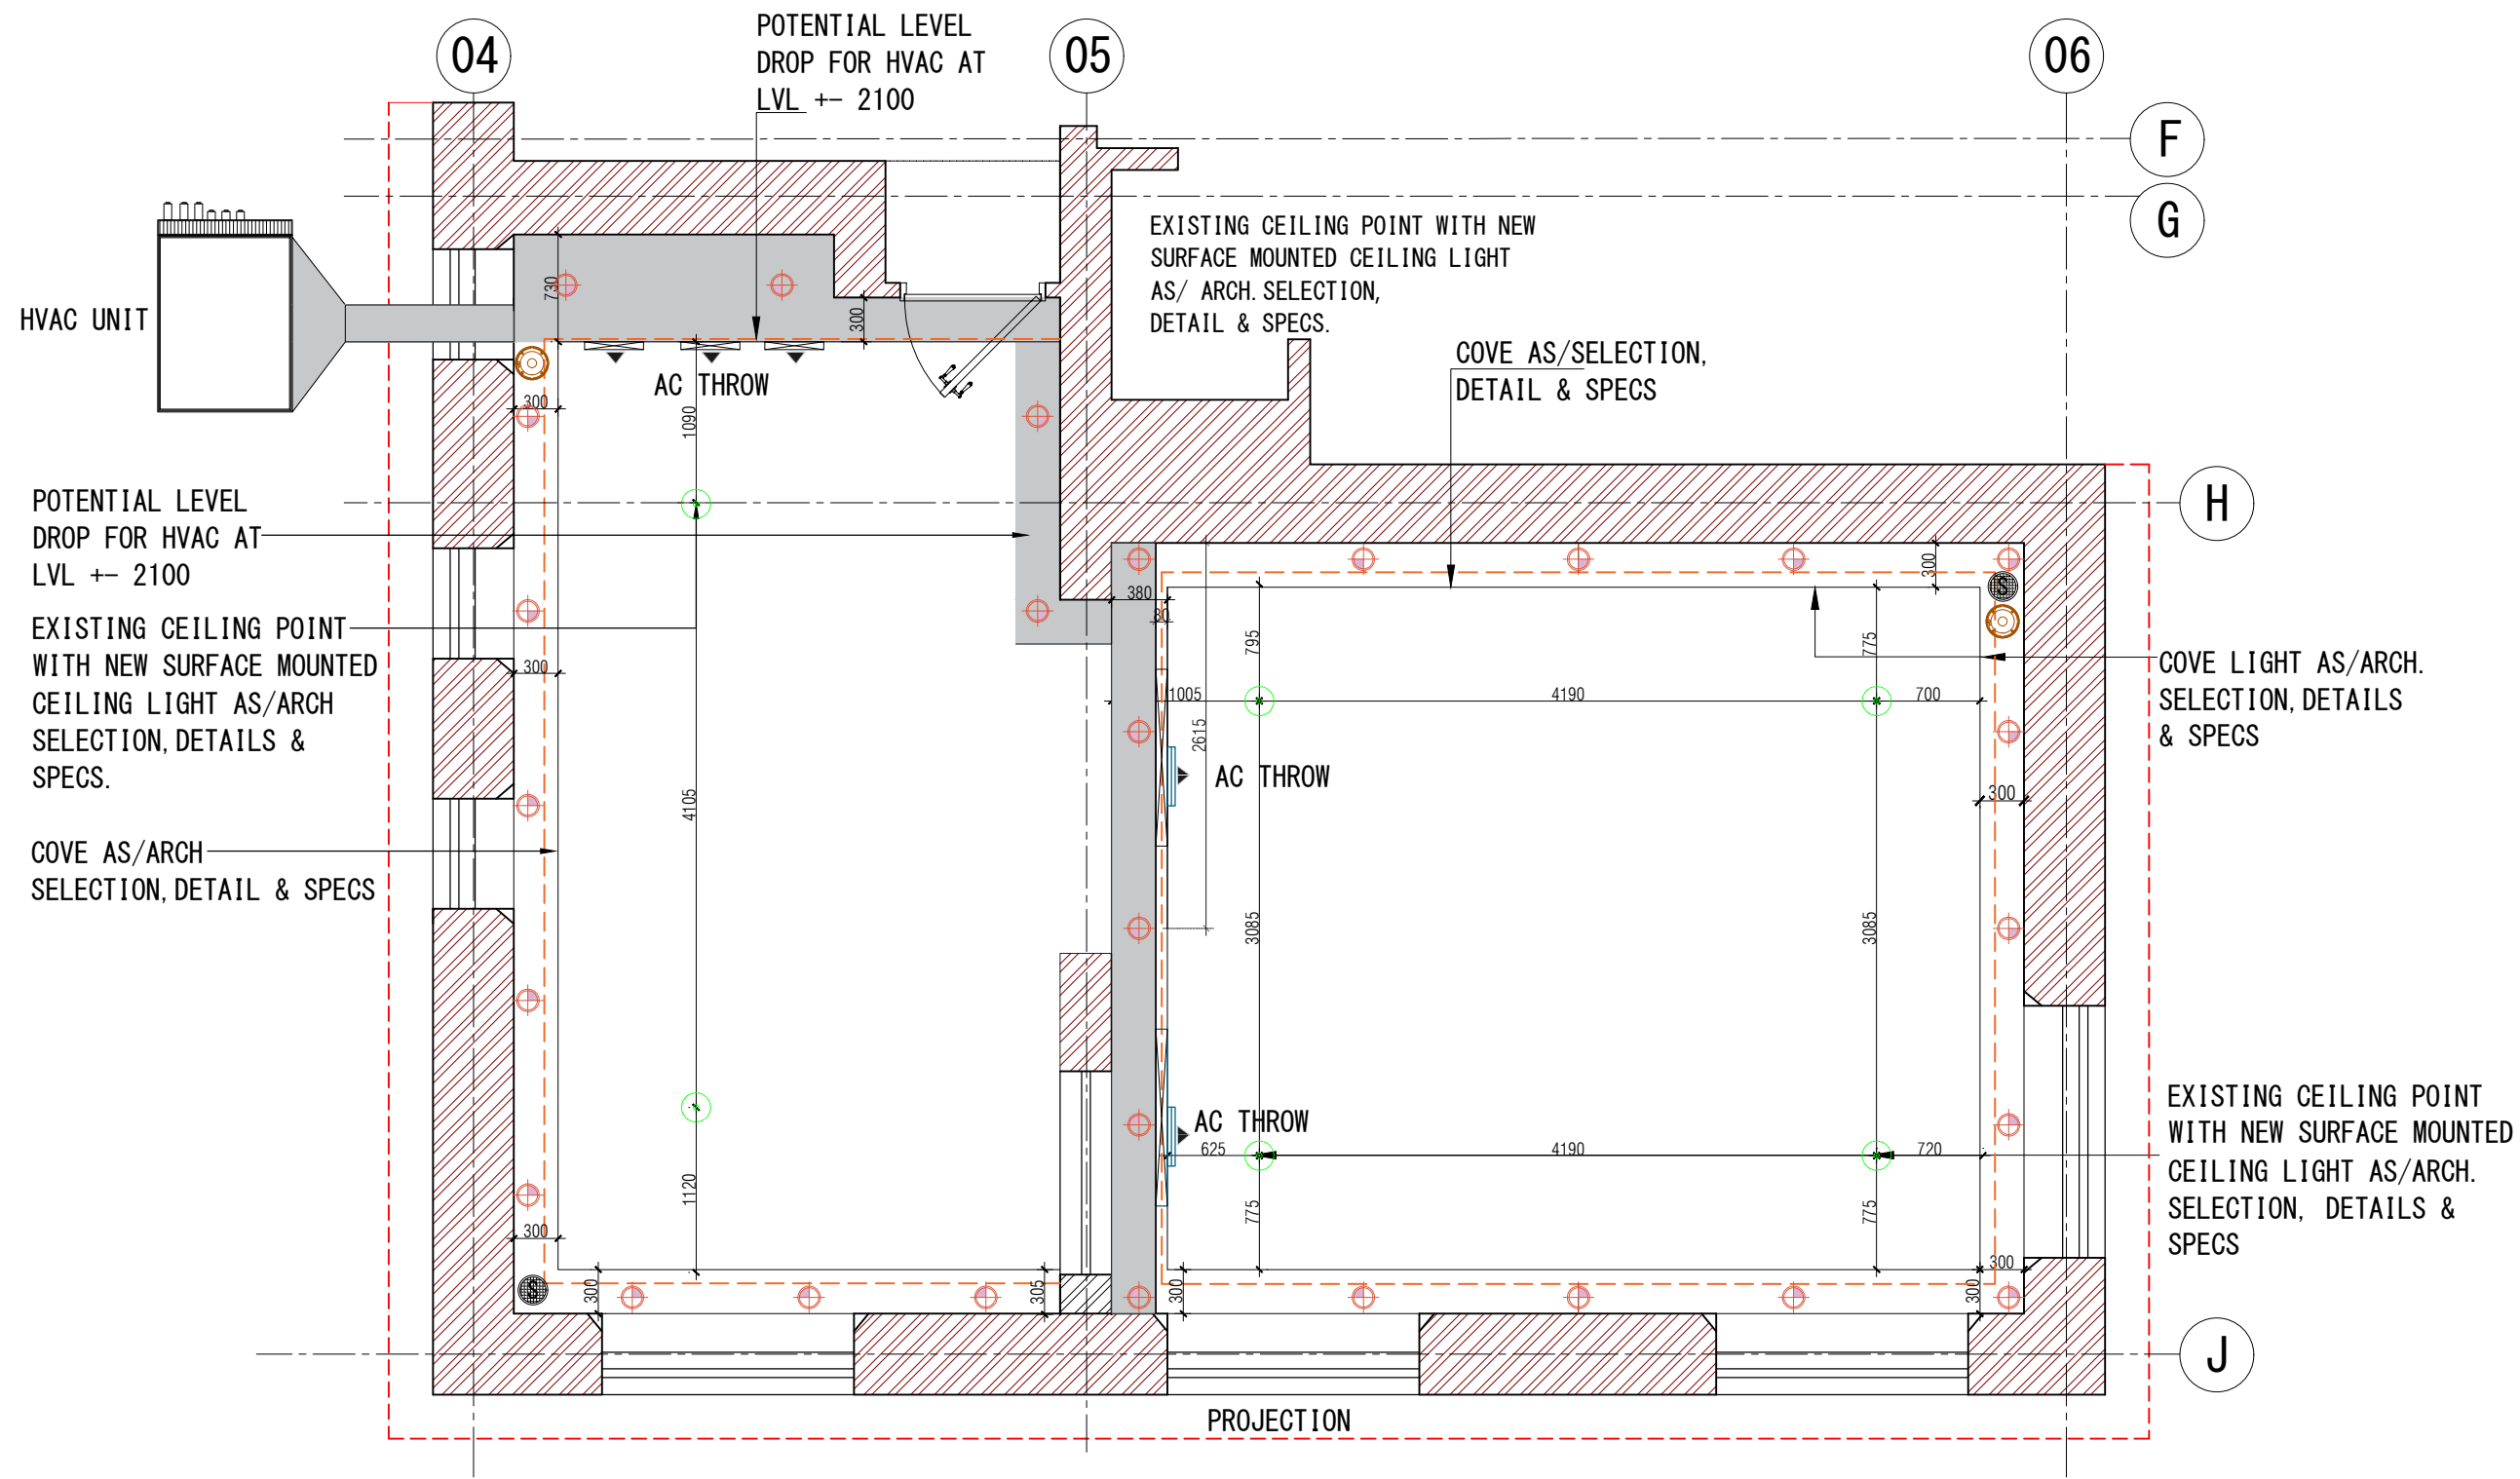 04
05
06
F
G
H
J
POTENTIAL LEVEL
DROP FOR HVAC AT
LVL +- 2100
EXISTING CEILING POINT WITH NEW
SURFACE MOUNTED CEILING LIGHT
AS/ ARCH.SELECTION,
DETAIL & SPECS.
HVAC UNIT
730
300
AC THROW
COVE AS/SELECTION,
DETAIL & SPECS
300
1090
POTENTIAL LEVEL
DROP FOR HVAC AT
LVL +- 2100
EXISTING CEILING POINT
WITH NEW SURFACE MOUNTED
CEILING LIGHT AS/ARCH
SELECTION,DETAILS &
SPECS.
COVE AS/ARCH
SELECTION,DETAIL & SPECS
300
4105
1120
300
300
305
S
380
30
795
775
300
S
1005
4190
700
2615
COVE LIGHT AS/ARCH.
SELECTION,DETAILS
& SPECS
AC THROW
300
3085
3085
AC THROW
625
4190
720
775
775
300
300
300
EXISTING CEILING POINT
WITH NEW SURFACE MOUNTED
CEILING LIGHT AS/ARCH.
SELECTION, DETAILS &
SPECS
PROJECTION